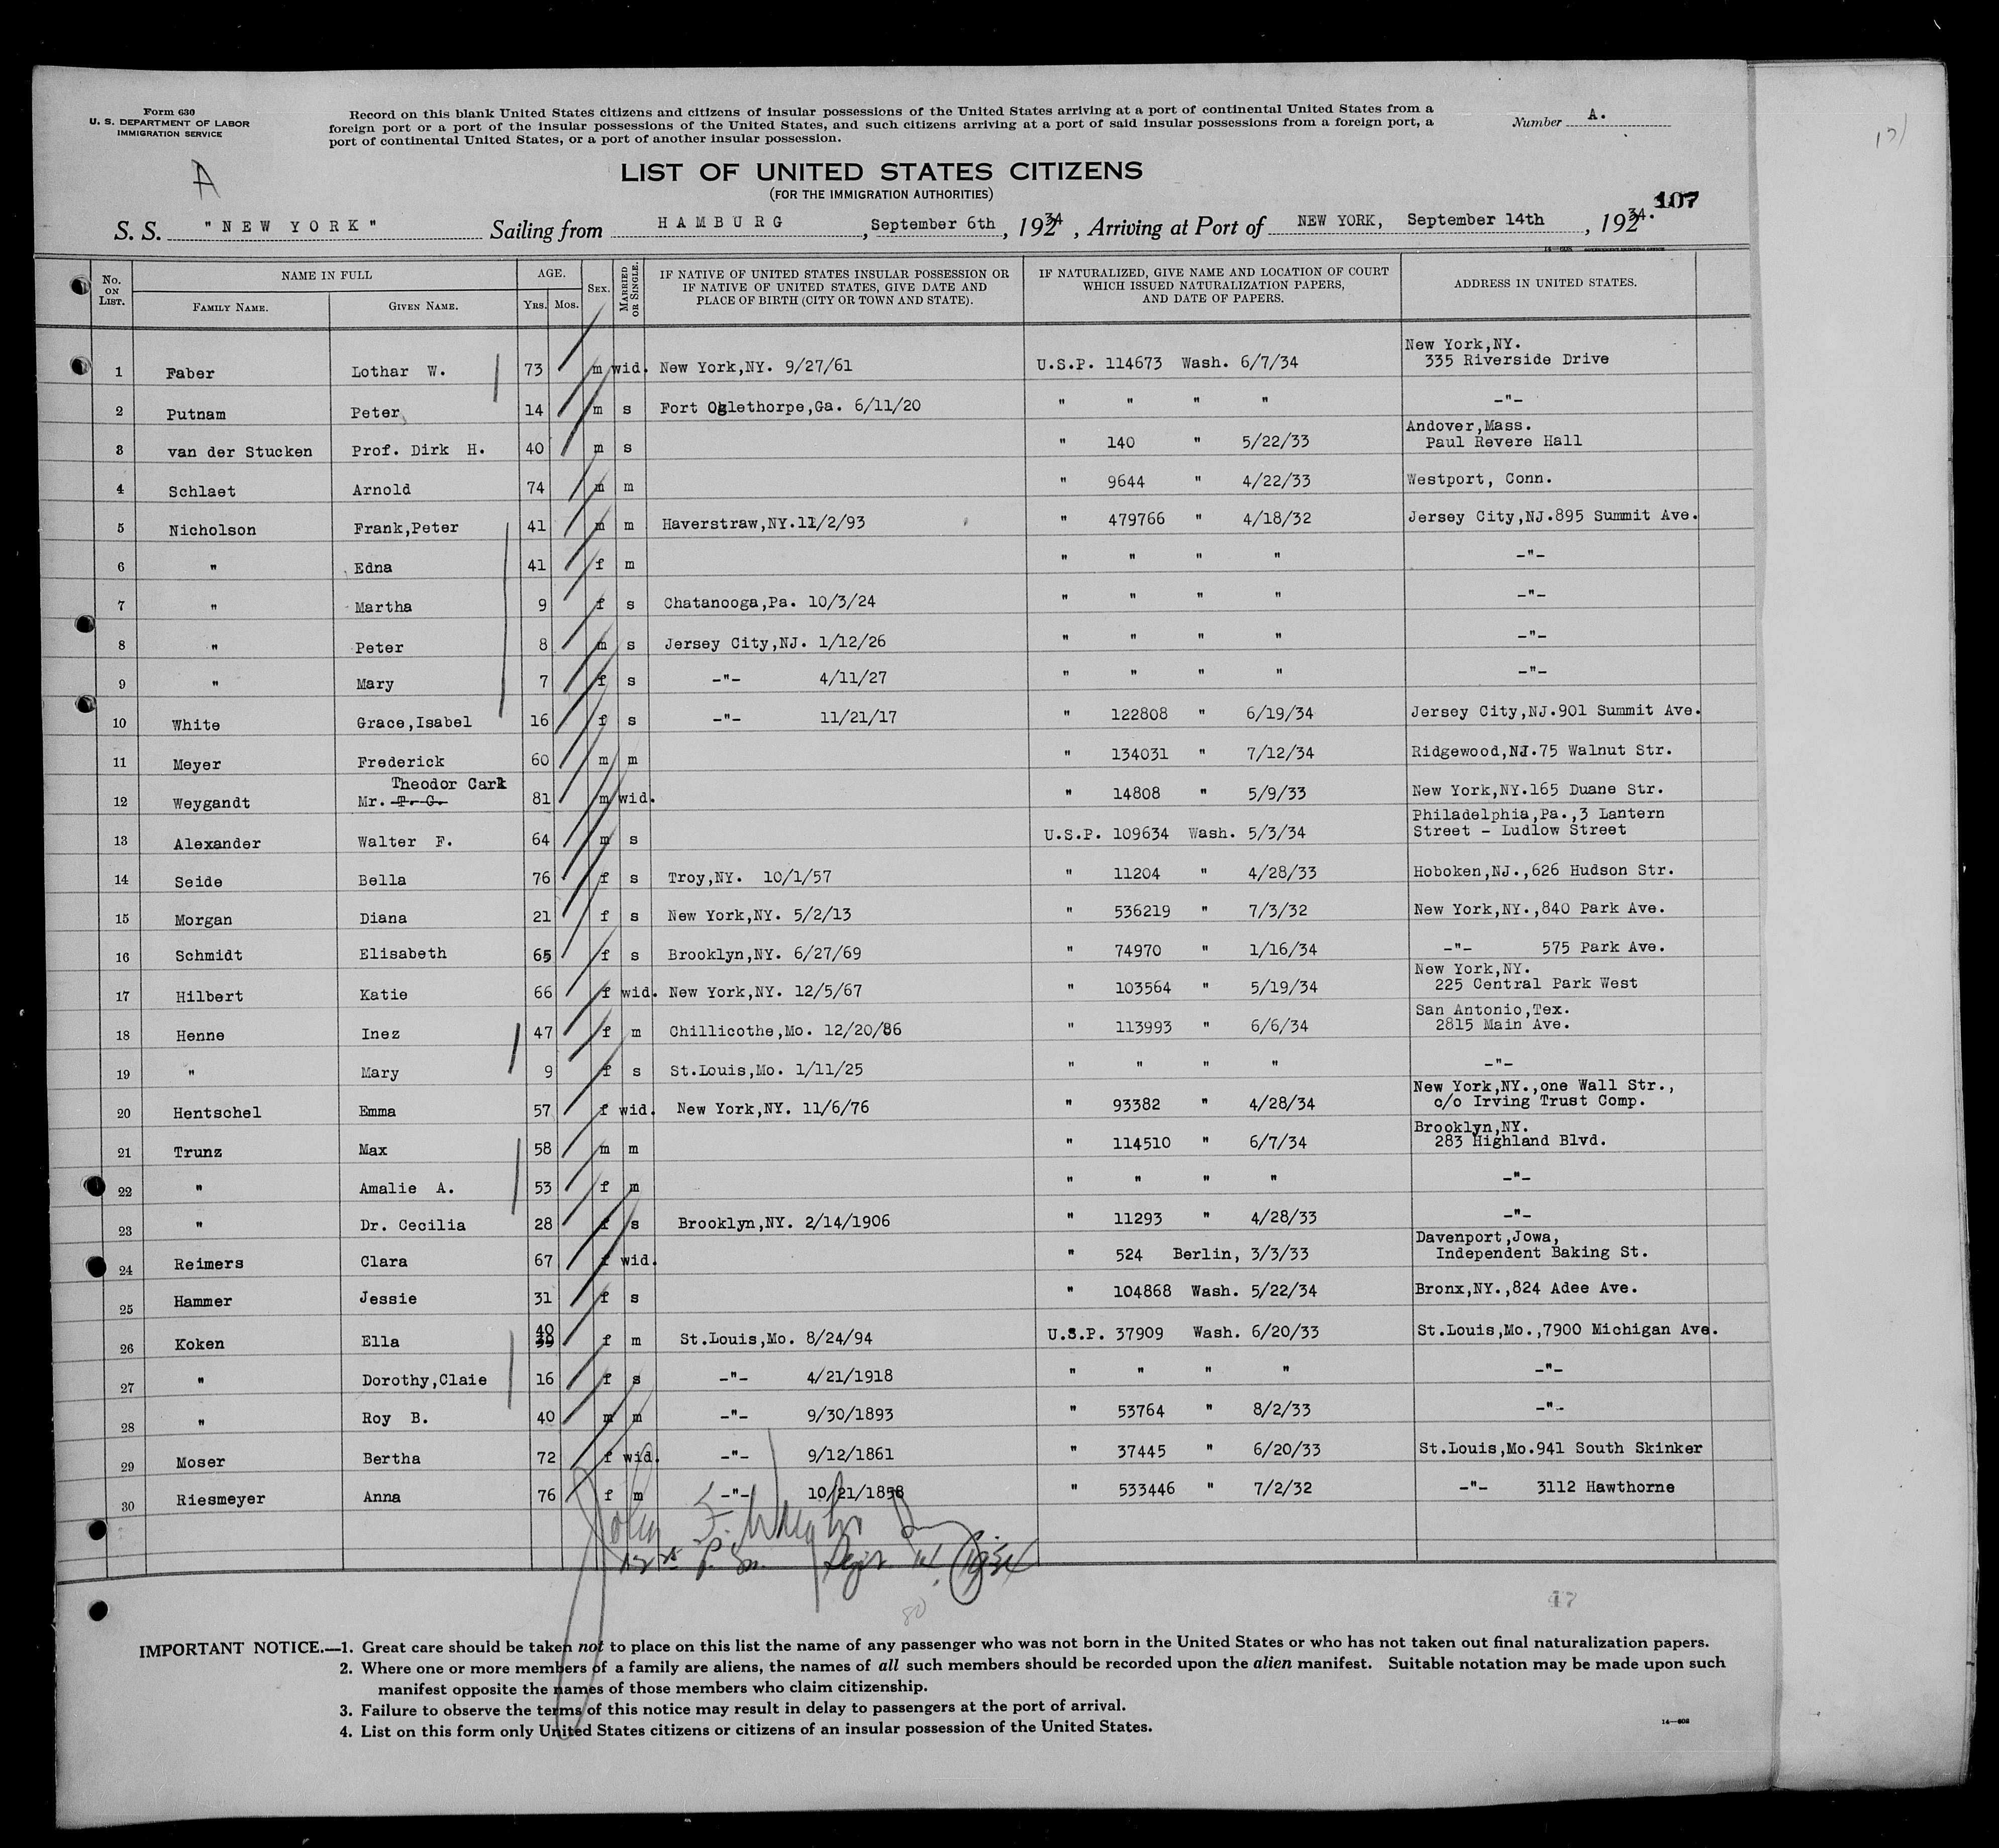 Form 630
U. S. DEPARTMENT OF LABOR
IMMIGRATION SERVICE
Record on this blank United States citizens and citizens of insular possessions of the United States arriving at a port of continental United States from a
foreign port or a port of the insular possessions of the United States, and such citizens arriving at a port of said insular possessions from a foreign port, a
port of continental United States, or a port of another insular possession.
Number A.
A
LIST OF UNITED STATES CITIZENS
(FOR THE IMMIGRATION AUTHORITIES)
107
S. S. "NEW YORK" Sailing from HAMBURG, September 6th, 19234, Arriving at Port of NEW YORK, September 14th, 19234.
No. ON LIST. NAME IN FULL FAMILY NAME. GIVEN NAME. AGE. YRS. MOS. SEX. MARRIED OR SINGLE. IF NATIVE OF UNITED STATES INSULAR POSSESSION OR IF NATIVE OF UNITED STATES, GIVE DATE AND PLACE OF BIRTH (CITY OR TOWN AND STATE). IF NATURALIZED, GIVE NAME AND LOCATION OF COURT WHICH ISSUED NATURALIZATION PAPERS, AND DATE OF PAPERS. ADDRESS IN UNITED STATES.
1 Faber Lothar W. 73 m wid. New York,NY. 9/27/61 U.S.P. 114673 Wash. 6/7/34 New York,NY. 335 Riverside Drive
2 Putnam Peter 14 m s Fort Oglethorpe,Ga. 6/11/20 " " " " -"-
3 van der Stucken Prof. Dirk H. 40 m s " 140 " 5/22/33 Andover,Mass. Paul Revere Hall
4 Schlaet Arnold 74 m m " 9644 " 4/22/33 Westport, Conn.
5 Nicholson Frank,Peter 41 m m Haverstraw,NY.11/2/93 " 479766 " 4/18/32 Jersey City,NJ.895 Summit Ave.
6 " Edna 41 f m " " " " -"-
7 " Martha 9 f s Chatanooga,Pa. 10/3/24 " " " " -"-
8 " Peter 8 m s Jersey City,NJ. 1/12/26 " " " " -"-
9 " Mary 7 f s -"- 4/11/27 " " " " -"-
10 White Grace,Isabel 16 f s -"- 11/21/17 " 122808 " 6/19/34 Jersey City,NJ.901 Summit Ave.
11 Meyer Frederick 60 m m " 134031 " 7/12/34 Ridgewood,NJ.75 Walnut Str.
12 Weygandt Mr. T. C. Theodor Carl 81 m wid. " 14808 " 5/9/33 New York,NY.165 Duane Str.
13 Alexander Walter F. 64 m s U.S.P. 109634 Wash. 5/3/34 Philadelphia,Pa.,3 Lantern Street - Ludlow Street
14 Seide Bella 76 f s Troy,NY. 10/1/57 " 11204 " 4/28/33 Hoboken,NJ.,626 Hudson Str.
15 Morgan Diana 21 f s New York,NY. 5/2/13 " 536219 " 7/3/32 New York,NY.,840 Park Ave.
16 Schmidt Elisabeth 65 f s Brooklyn,NY. 6/27/69 " 74970 " 1/16/34 -"- 575 Park Ave.
17 Hilbert Katie 66 f wid. New York,NY. 12/5/67 " 103564 " 5/19/34 New York,NY. 225 Central Park West
18 Henne Inez 47 f m Chillicothe,Mo. 12/20/86 " 113993 " 6/6/34 San Antonio,Tex. 2815 Main Ave.
19 " Mary 9 f s St.Louis,Mo. 1/11/25 " " " " -"-
20 Hentschel Emma 57 f wid. New York,NY. 11/6/76 " 93382 " 4/28/34 New York,NY.,one Wall Str., c/o Irving Trust Comp.
21 Trunz Max 58 m m " 114510 " 6/7/34 Brooklyn,NY. 283 Highland Blvd.
22 " Amalie A. 53 f m " " " " -"-
23 " Dr. Cecilia 28 f s Brooklyn,NY. 2/14/1906 " 11293 " 4/28/33 -"-
24 Reimers Clara 67 f wid. " 524 Berlin, 3/3/33 Davenport,Jowa, Independent Baking St.
25 Hammer Jessie 31 f s " 104868 Wash. 5/22/34 Bronx,NY.,824 Adee Ave.
26 Koken Ella 40 39 f m St.Louis,Mo. 8/24/94 U.S.P. 37909 Wash. 6/20/33 St.Louis,Mo.,7900 Michigan Ave.
27 " Dorothy,Claie 16 f s -"- 4/21/1918 " " " " -"-
28 " Roy B. 40 m m -"- 9/30/1893 " 53764 " 8/2/33 -"-
29 Moser Bertha 72 f wid. -"- 9/12/1861 " 37445 " 6/20/33 St.Louis,Mo.941 South Skinker
30 Riesmeyer Anna 76 f m -"- 10/21/1858 " 533446 " 7/2/32 -"- 3112 Hawthorne
80
47
IMPORTANT NOTICE.—1. Great care should be taken not to place on this list the name of any passenger who was not born in the United States or who has not taken out final naturalization papers.
2. Where one or more members of a family are aliens, the names of all such members should be recorded upon the alien manifest. Suitable notation may be made upon such
manifest opposite the names of those members who claim citizenship.
3. Failure to observe the terms of this notice may result in delay to passengers at the port of arrival.
4. List on this form only United States citizens or citizens of an insular possession of the United States.
14—608